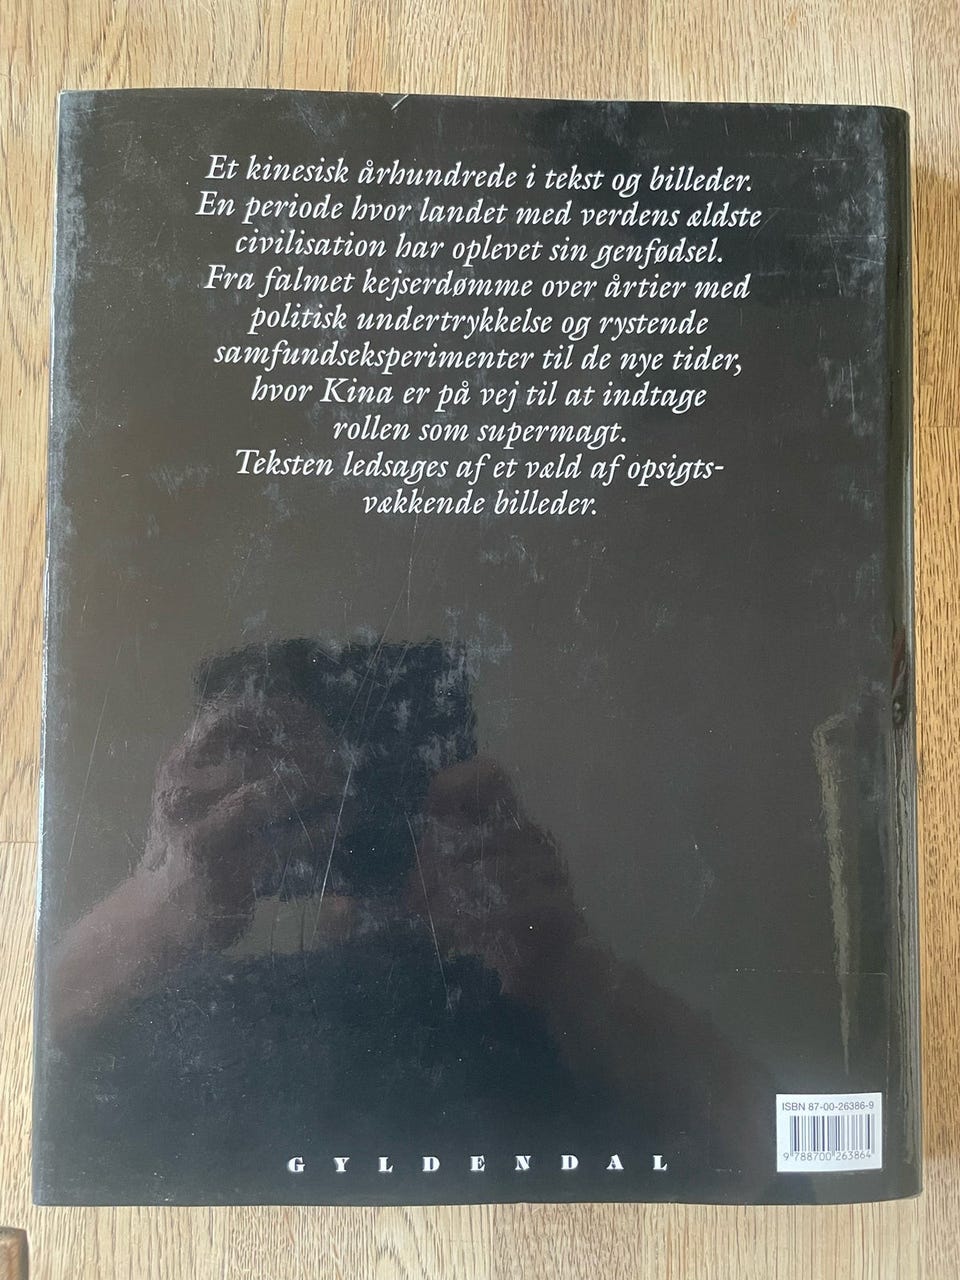 Et kinesisk århundrede i tekst og billeder.
En periode hvor landet med verdens ældste
civilisation har oplevet sin genfødsel.
Fra falmet kejserdømme over årtier med
politisk undertrykkelse og rystende
samfundseksperimenter til de nye tider,
hvor Kina er på vej til at indtage
rollen som supermagt.
Teksten ledsages af et væld af opsigts-
vækkende billeder.
ISBN 87-00-26386-9
9 788700 263864
GYLDENDAL